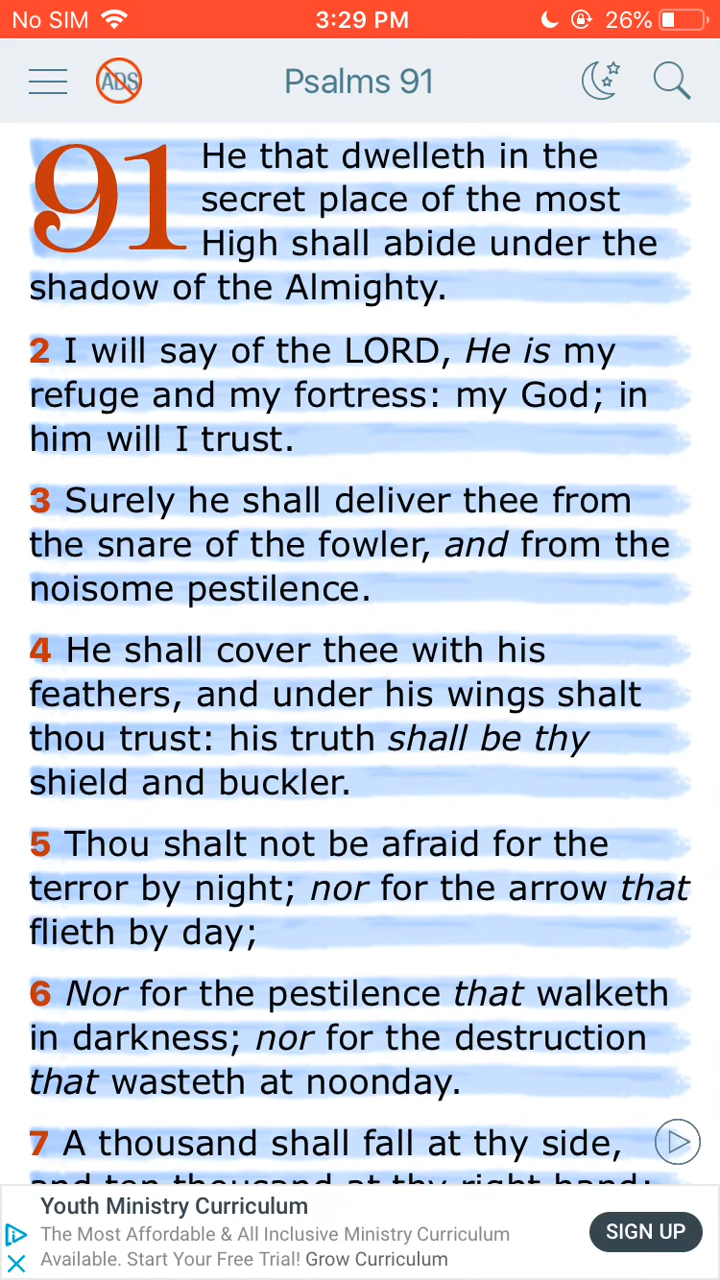 No SIM 3:29 PM 26%
ADS Psalms 91
91 He that dwelleth in the
secret place of the most
High shall abide under the
shadow of the Almighty.
2 I will say of the LORD, He is my
refuge and my fortress: my God; in
him will I trust.
3 Surely he shall deliver thee from
the snare of the fowler, and from the
noisome pestilence.
4 He shall cover thee with his
feathers, and under his wings shalt
thou trust: his truth shall be thy
shield and buckler.
5 Thou shalt not be afraid for the
terror by night; nor for the arrow that
flieth by day;
6 Nor for the pestilence that walketh
in darkness; nor for the destruction
that wasteth at noonday.
7 A thousand shall fall at thy side,
and ten thousand at thy right hand;
Youth Ministry Curriculum
The Most Affordable & All Inclusive Ministry Curriculum
Available. Start Your Free Trial! Grow Curriculum
SIGN UP